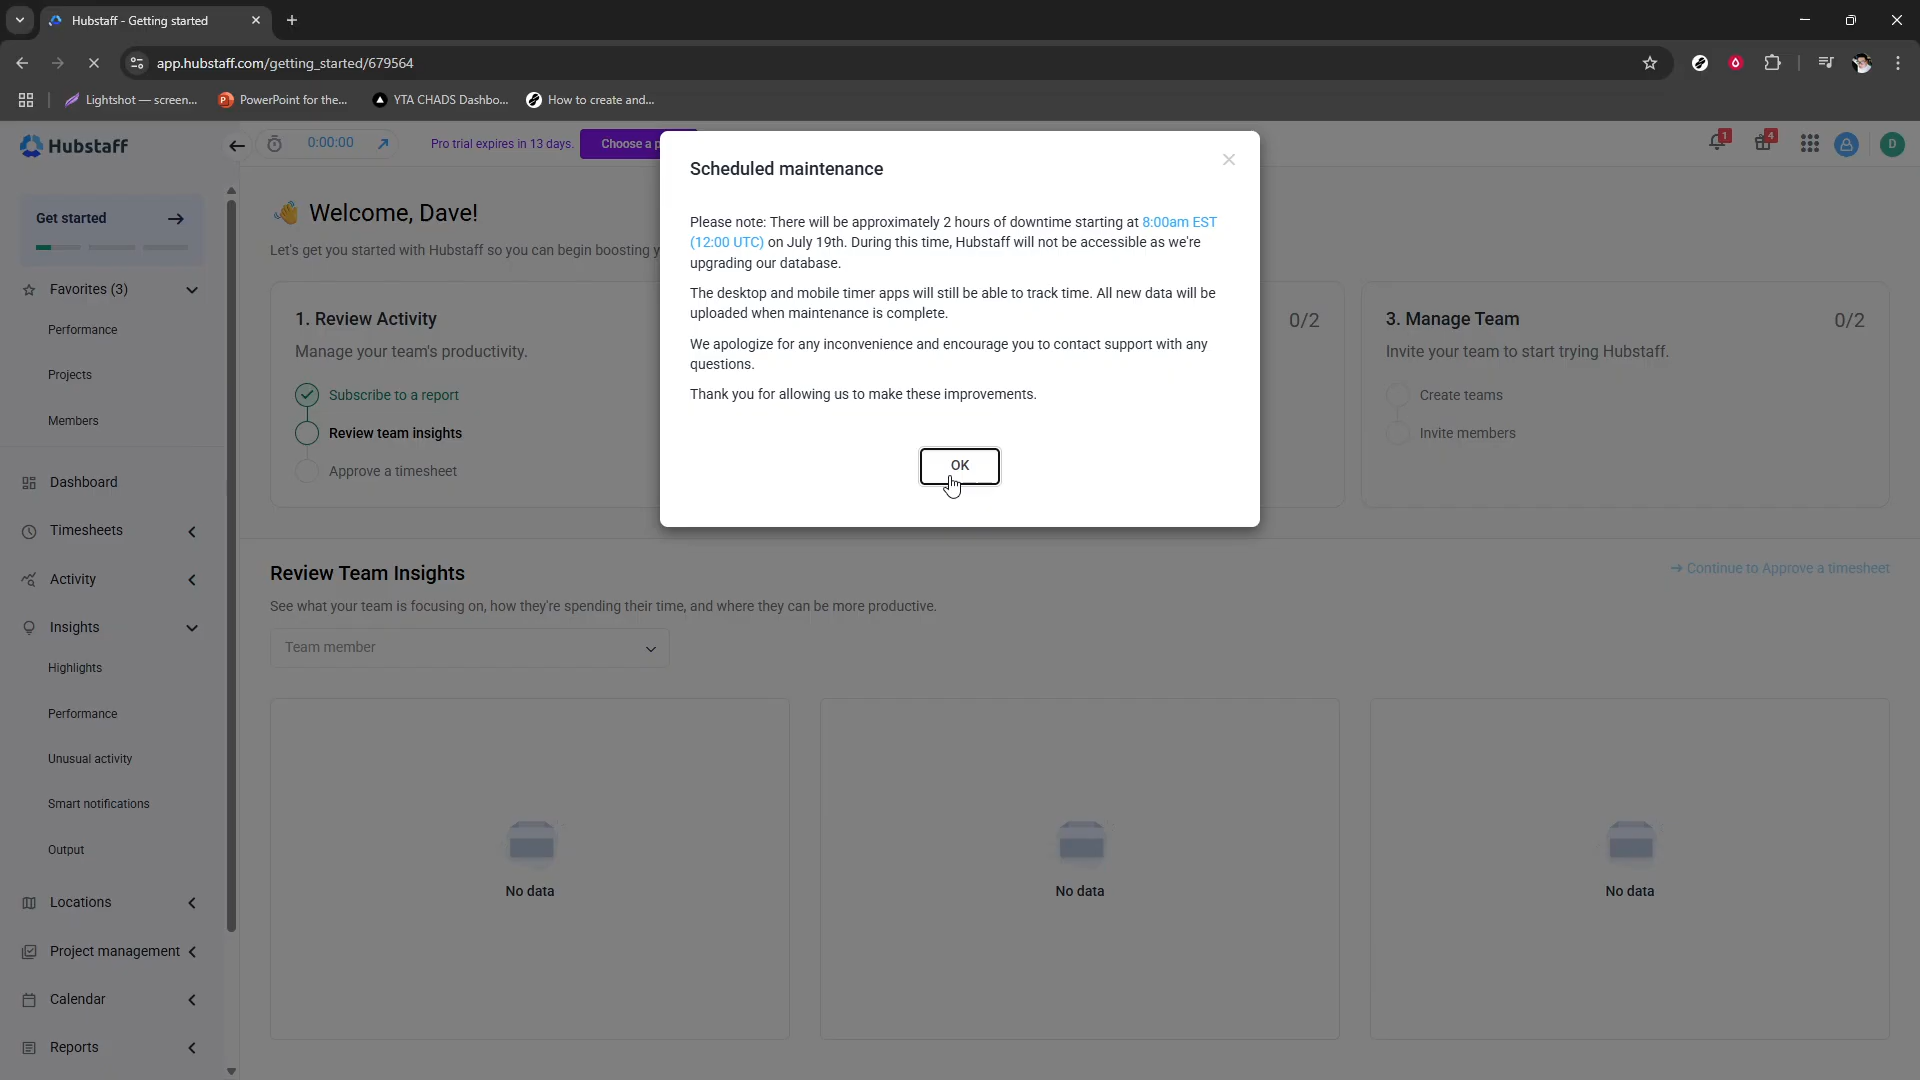 Hubstaff - Getting started
app.hubstaff.com/getting_started/679564
Lightshot — screen...
PowerPoint for the...
YTA CHADS Dashbo...
How to create and...
Hubstaff
0:00:00
Pro trial expires in 13 days.
Choose a p
1
4
D
Get started
Favorites (3)
Performance
Projects
Members
Dashboard
Timesheets
Activity
Insights
Highlights
Performance
Unusual activity
Smart notifications
Output
Locations
Project management
Calendar
Reports
👋 Welcome, Dave!
Let's get you started with Hubstaff so you can begin boosting y
1. Review Activity
Manage your team's productivity.
Subscribe to a report
Review team insights
Approve a timesheet
0/2
3. Manage Team
0/2
Invite your team to start trying Hubstaff.
Create teams
Invite members
Scheduled maintenance
Please note: There will be approximately 2 hours of downtime starting at 8:00am EST
(12:00 UTC) on July 19th. During this time, Hubstaff will not be accessible as we're
upgrading our database.
The desktop and mobile timer apps will still be able to track time. All new data will be
uploaded when maintenance is complete.
We apologize for any inconvenience and encourage you to contact support with any
questions.
Thank you for allowing us to make these improvements.
OK
Review Team Insights
Continue to Approve a timesheet
See what your team is focusing on, how they're spending their time, and where they can be more productive.
Team member
No data
No data
No data